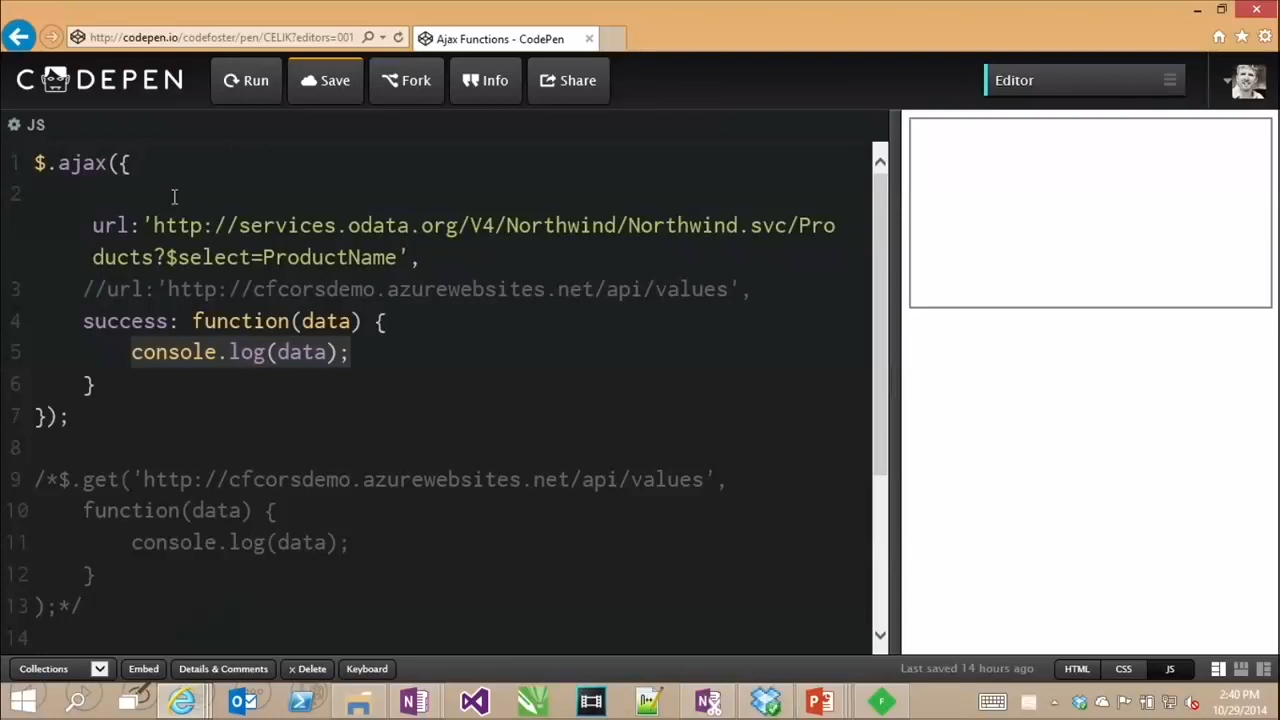 http://codepen.io/codefoster/pen/CELIK?editors=001
Ajax Functions - CodePen
CODEPEN
Run
Save
Fork
Info
Share
Editor
JS
1 $.ajax({
2
url:'http://services.odata.org/V4/Northwind/Northwind.svc/Pro
ducts?$select=ProductName',
3 //url:'http://cfcorsdemo.azurewebsites.net/api/values',
4 success: function(data) {
5 console.log(data);
6 }
7 });
8
9 /*$.get('http://cfcorsdemo.azurewebsites.net/api/values',
10 function(data) {
11 console.log(data);
12 }
13 );*/
14
Collections
Embed
Details & Comments
x Delete
Keyboard
Last saved 14 hours ago
HTML
CSS
JS
2:40 PM
10/29/2014